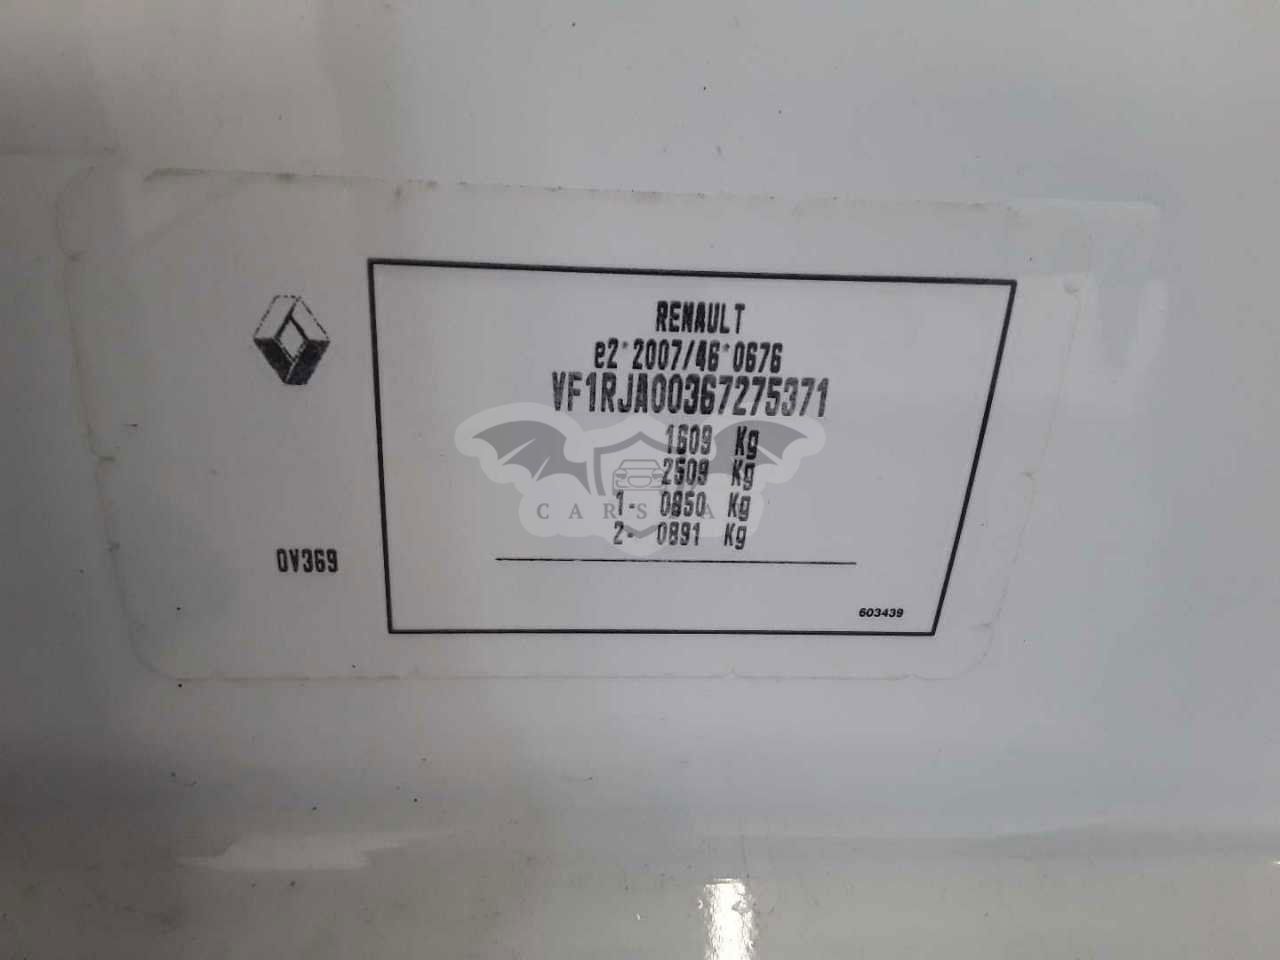 RENAULT
e2*2007/46*0676
VF1RJA00367275371
1609 Kg
2509 Kg
1- 0850 Kg
2- 0891 Kg
0V369
603439